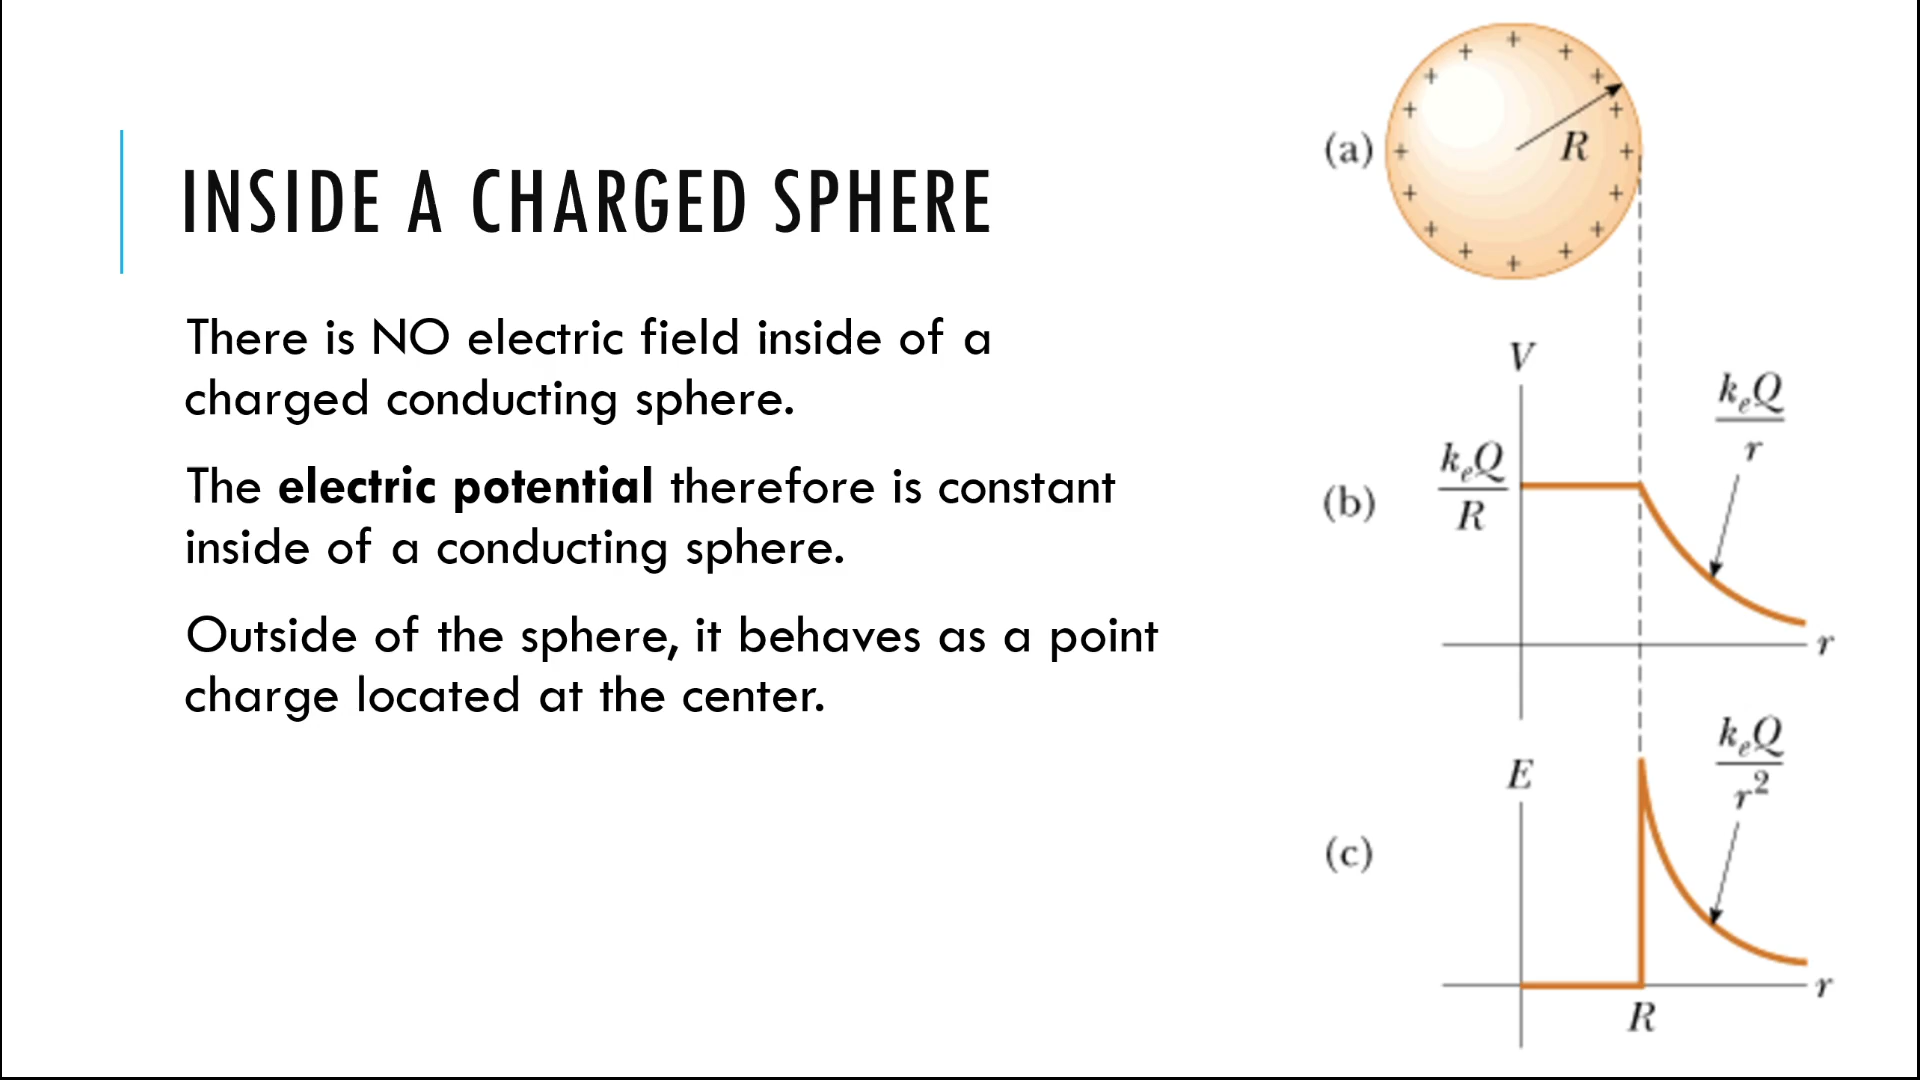 INSIDE A CHARGED SPHERE
There is NO electric field inside of a
charged conducting sphere.
The electric potential therefore is constant
inside of a conducting sphere.
Outside of the sphere, it behaves as a point
charge located at the center.
(a)
+ + + + + + + + + + + + + + + +
R
(b)
V
kₑQ
R
kₑQ
r
r
(c)
E
kₑQ
r²
r
R